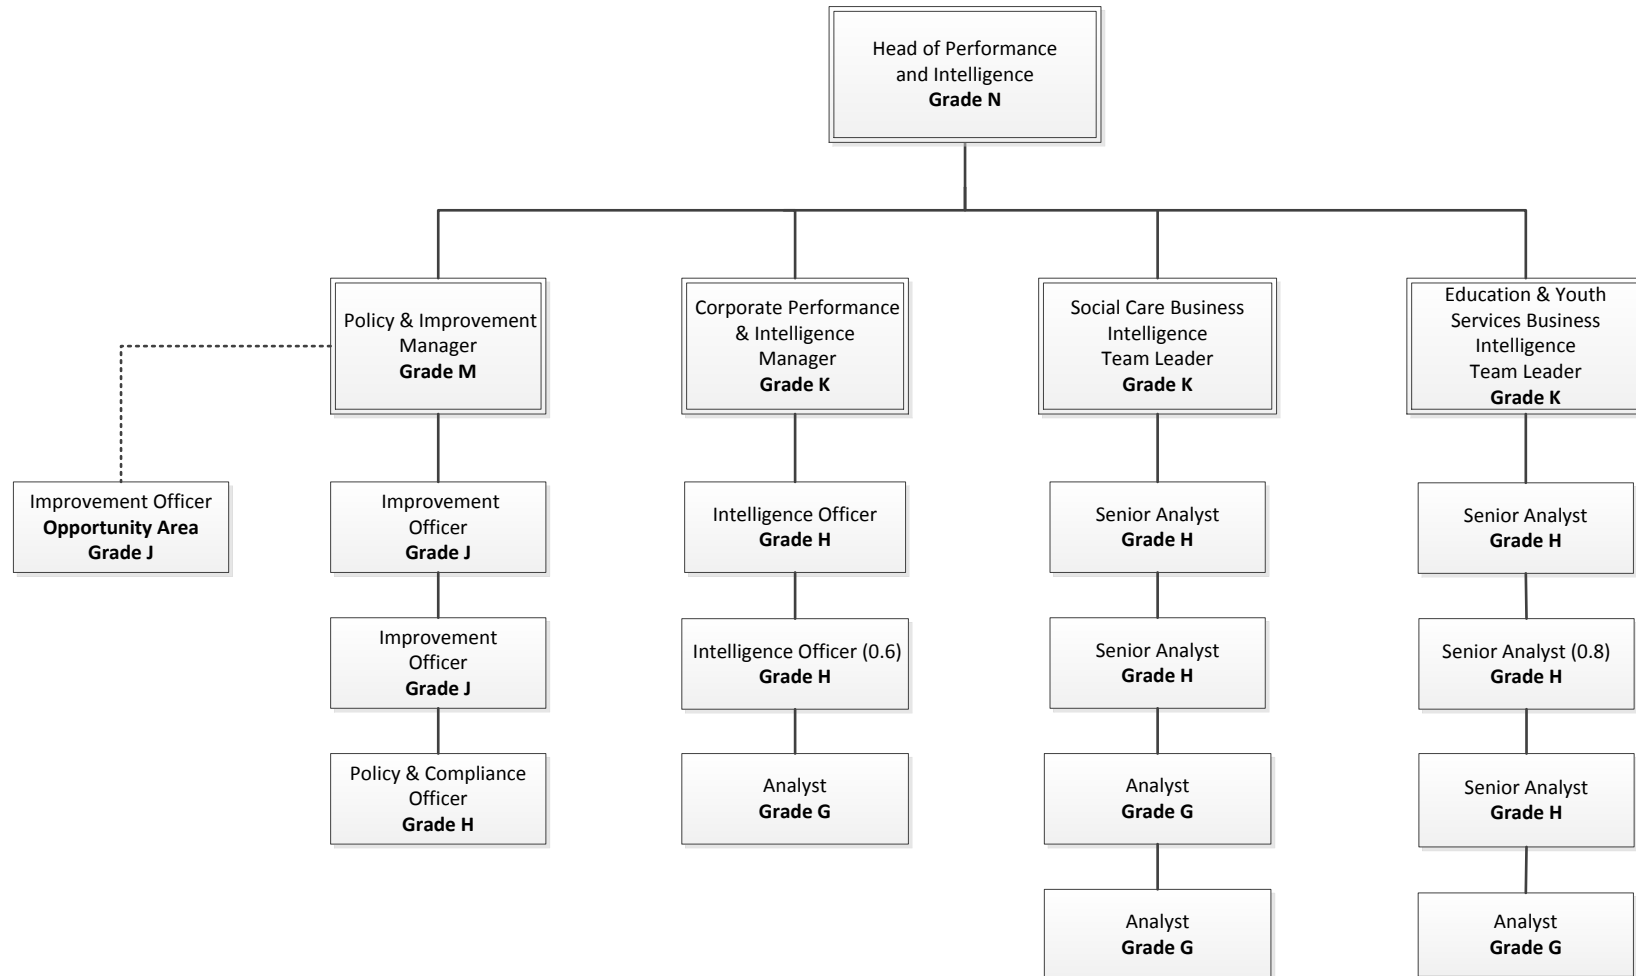 Head of Performance
and Intelligence
Grade N
Policy & Improvement
Manager
Grade M
Corporate Performance
& Intelligence
Manager
Grade K
Social Care Business
Intelligence
Team Leader
Grade K
Education & Youth
Services Business
Intelligence
Team Leader
Grade K
Improvement Officer
Opportunity Area
Grade J
Improvement
Officer
Grade J
Intelligence Officer
Grade H
Senior Analyst
Grade H
Senior Analyst
Grade H
Improvement
Officer
Grade J
Intelligence Officer (0.6)
Grade H
Senior Analyst
Grade H
Senior Analyst (0.8)
Grade H
Policy & Compliance
Officer
Grade H
Analyst
Grade G
Analyst
Grade G
Senior Analyst
Grade H
Analyst
Grade G
Analyst
Grade G